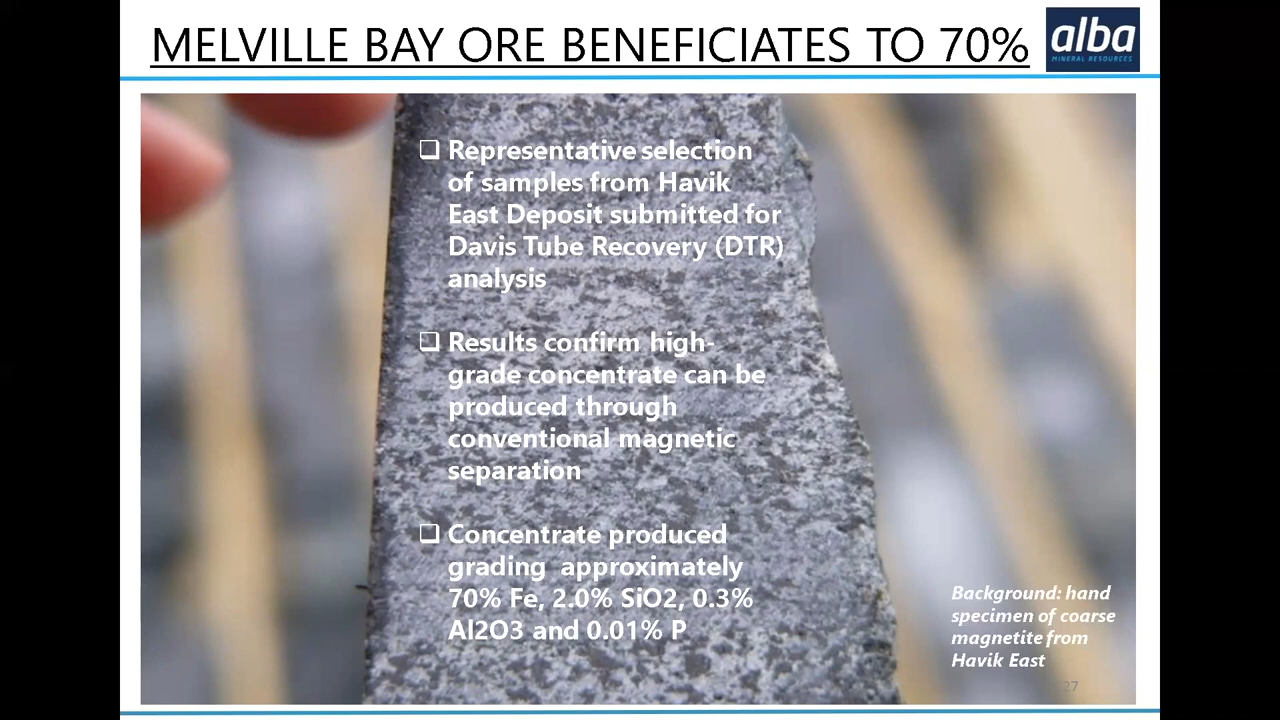 MELVILLE BAY ORE BENEFICIATES TO 70%
alba
MINERAL RESOURCES
Representative selection
of samples from Havik
East Deposit submitted for
Davis Tube Recovery (DTR)
analysis
Results confirm high-
grade concentrate can be
produced through
conventional magnetic
separation
Concentrate produced
grading approximately
70% Fe, 2.0% SiO2, 0.3%
Al2O3 and 0.01% P
Background: hand
specimen of coarse
magnetite from
Havik East
27